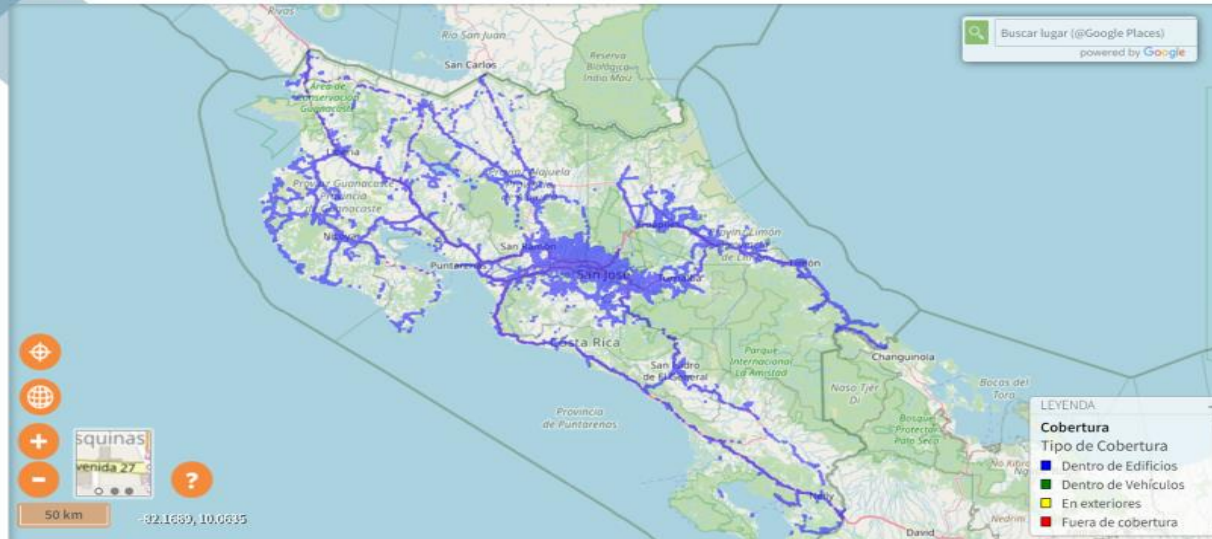 Rivas
Río San Juan
San Carlos
Reserva
Biológica
Indio Maíz
Buscar lugar (@Google Places)
powered by Google
Área de
Conservación
Guanacaste
Liberia
Provincia
de Guanacaste
Nicoya
Puntarenas
San Ramón
San José
Limón
Costa Rica
San Isidro
de El General
Parque
Internacional
La Amistad
Changuinola
Naso Tjër
Di
Bosque
Protector
Palo Seco
Bocas del
Toro
Provincia
de Puntarenas
Neily
David
squinas
venida 27
?
50 km
-82.1689, 10.0635
LEYENDA
Cobertura
Tipo de Cobertura
Dentro de Edificios
Dentro de Vehículos
En exteriores
Fuera de cobertura